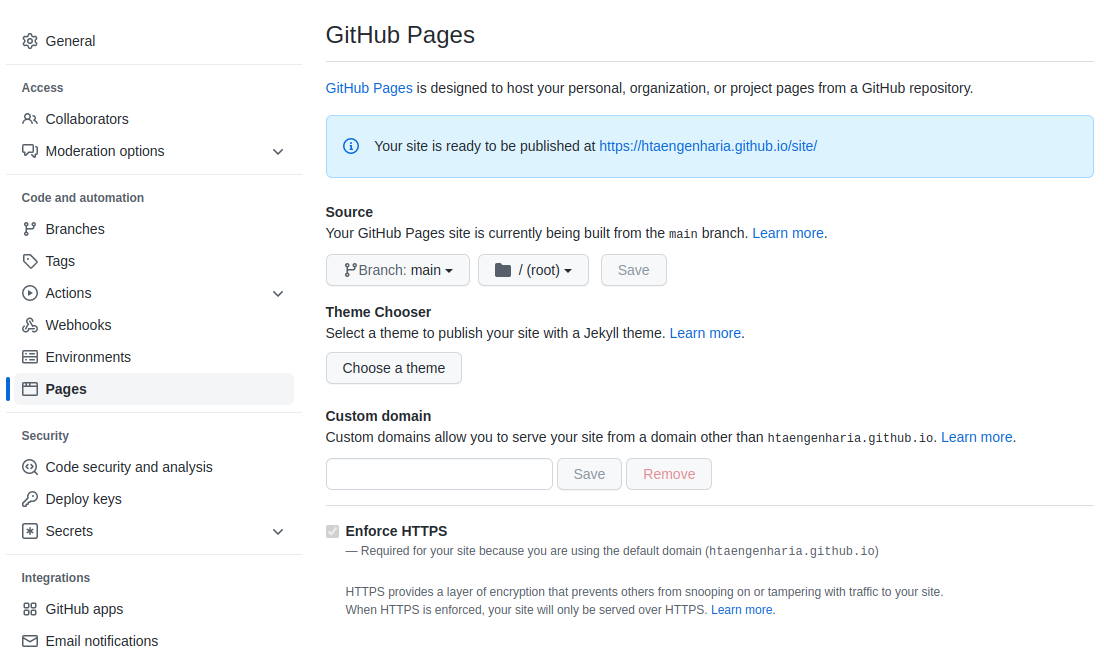 General
Access
Collaborators
Moderation options
Code and automation
Branches
Tags
Actions
Webhooks
Environments
Pages
Security
Code security and analysis
Deploy keys
Secrets
Integrations
GitHub apps
Email notifications
GitHub Pages
GitHub Pages is designed to host your personal, organization, or project pages from a GitHub repository.
Your site is ready to be published at https://htaengenharia.github.io/site/
Source
Your GitHub Pages site is currently being built from the main branch. Learn more.
Branch: main / (root) Save
Theme Chooser
Select a theme to publish your site with a Jekyll theme. Learn more.
Choose a theme
Custom domain
Custom domains allow you to serve your site from a domain other than htaengenharia.github.io. Learn more.
Save Remove
Enforce HTTPS
— Required for your site because you are using the default domain (htaengenharia.github.io)
HTTPS provides a layer of encryption that prevents others from snooping on or tampering with traffic to your site.
When HTTPS is enforced, your site will only be served over HTTPS. Learn more.